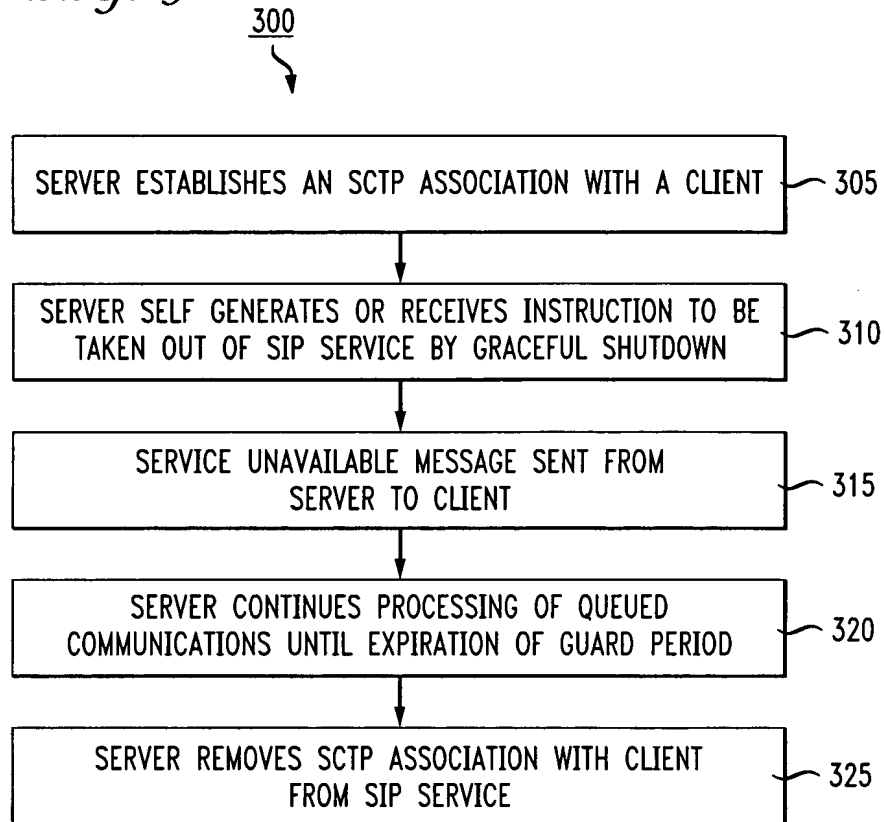 300
SERVER ESTABLISHES AN SCTP ASSOCIATION WITH A CLIENT
305
SERVER SELF GENERATES OR RECEIVES INSTRUCTION TO BE
TAKEN OUT OF SIP SERVICE BY GRACEFUL SHUTDOWN
310
SERVICE UNAVAILABLE MESSAGE SENT FROM
SERVER TO CLIENT
315
SERVER CONTINUES PROCESSING OF QUEUED
COMMUNICATIONS UNTIL EXPIRATION OF GUARD PERIOD
320
SERVER REMOVES SCTP ASSOCIATION WITH CLIENT
FROM SIP SERVICE
325